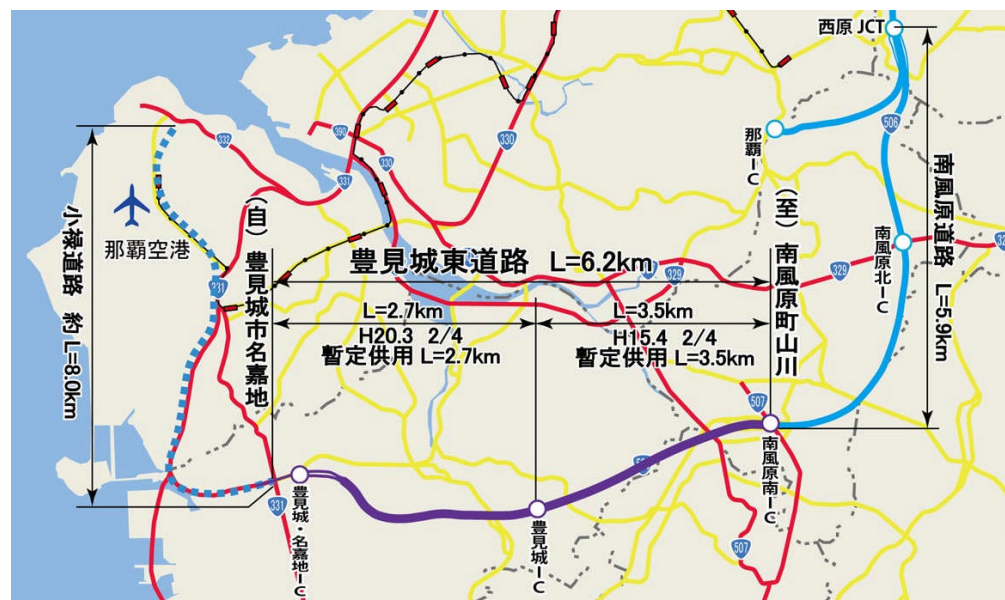 西原JCT
506
332
390
330
331
330
那覇IC
小禄道路 約L=8.0km
那覇空港
(自)豊見城市名嘉地
(至)南風原町山川
南風原北IC
南風原道路 L=5.9km
豊見城東道路 L=6.2km
329
329
331
L=2.7km
L=3.5km
H20.3 2/4
暫定供用 L=2.7km
H15.4 2/4
暫定供用 L=3.5km
507
南風原南IC
豊見城・名嘉地IC
331
豊見城IC
507